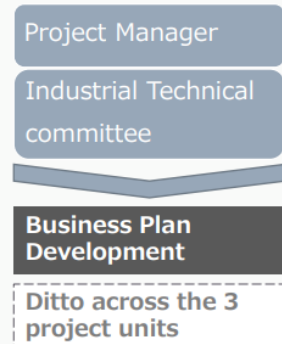 Project Manager
Industrial Technical
committee
Business Plan
Development
Ditto across the 3
project units